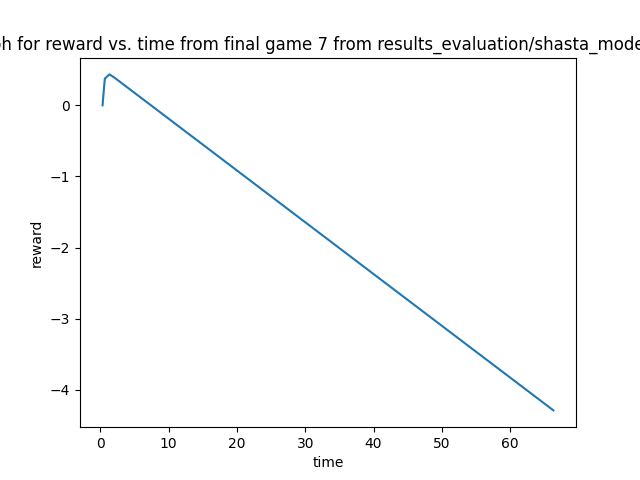 for reward vs. time from final game 7 from results_evaluation/
reward
0
−1
−2
−3
−4
0 10 20 30 40 50 60
time